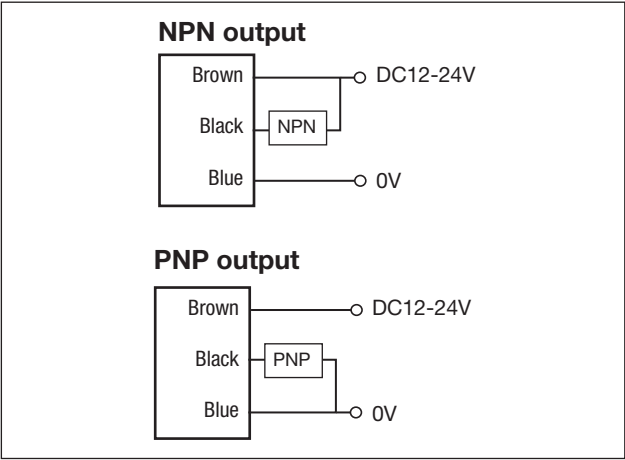 NPN output
Brown DC12-24V
Black NPN
Blue 0V
PNP output
Brown DC12-24V
Black PNP
Blue 0V